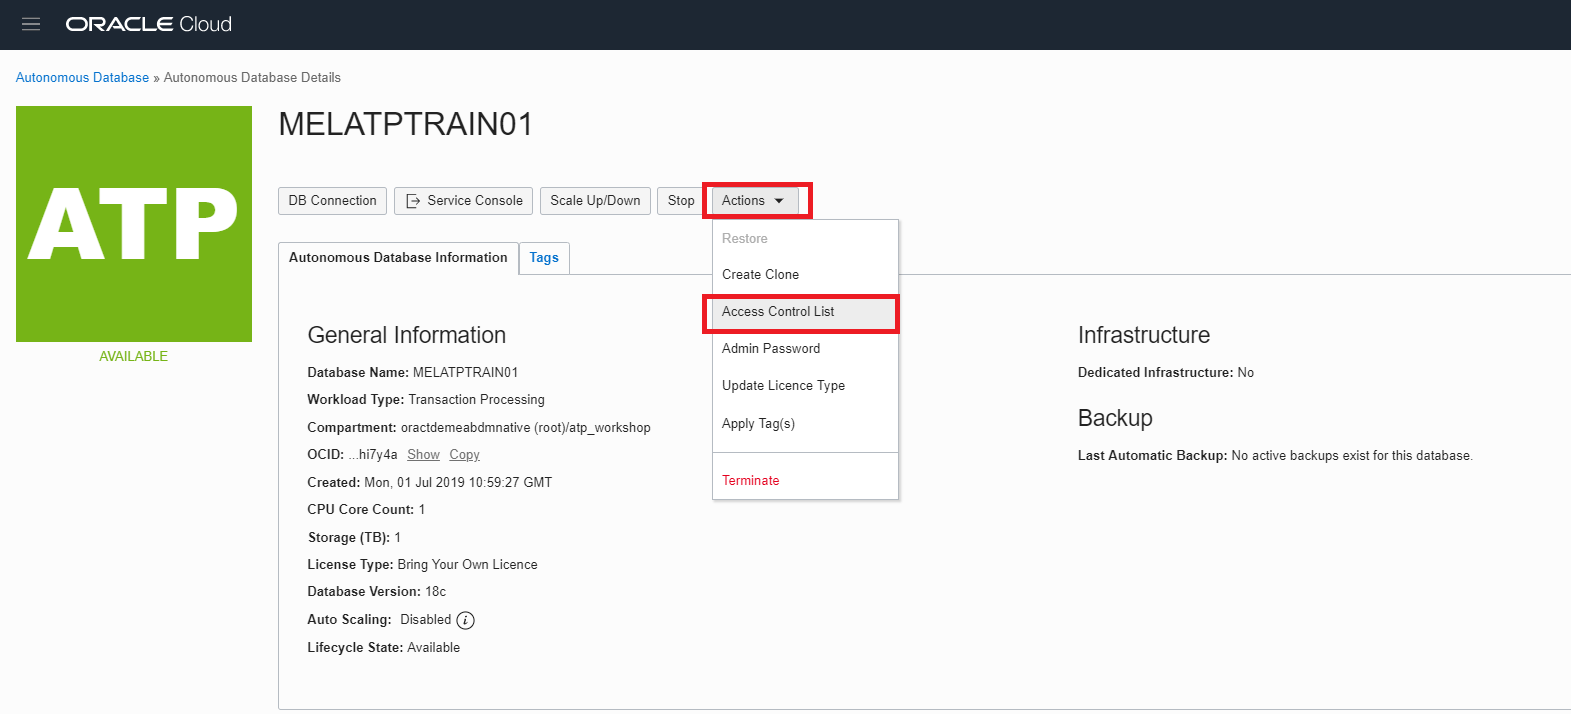 ORACLE Cloud
Autonomous Database » Autonomous Database Details
ATP
AVAILABLE
MELATPTRAIN01
DB Connection
Service Console
Scale Up/Down
Stop
Actions
Restore
Create Clone
Access Control List
Admin Password
Update Licence Type
Apply Tag(s)
Terminate
Autonomous Database Information
Tags
General Information
Database Name: MELATPTRAIN01
Workload Type: Transaction Processing
Compartment: oractdemeabdmnative (root)/atp_workshop
OCID: ...hi7y4a Show Copy
Created: Mon, 01 Jul 2019 10:59:27 GMT
CPU Core Count: 1
Storage (TB): 1
License Type: Bring Your Own Licence
Database Version: 18c
Auto Scaling: Disabled i
Lifecycle State: Available
Infrastructure
Dedicated Infrastructure: No
Backup
Last Automatic Backup: No active backups exist for this database.